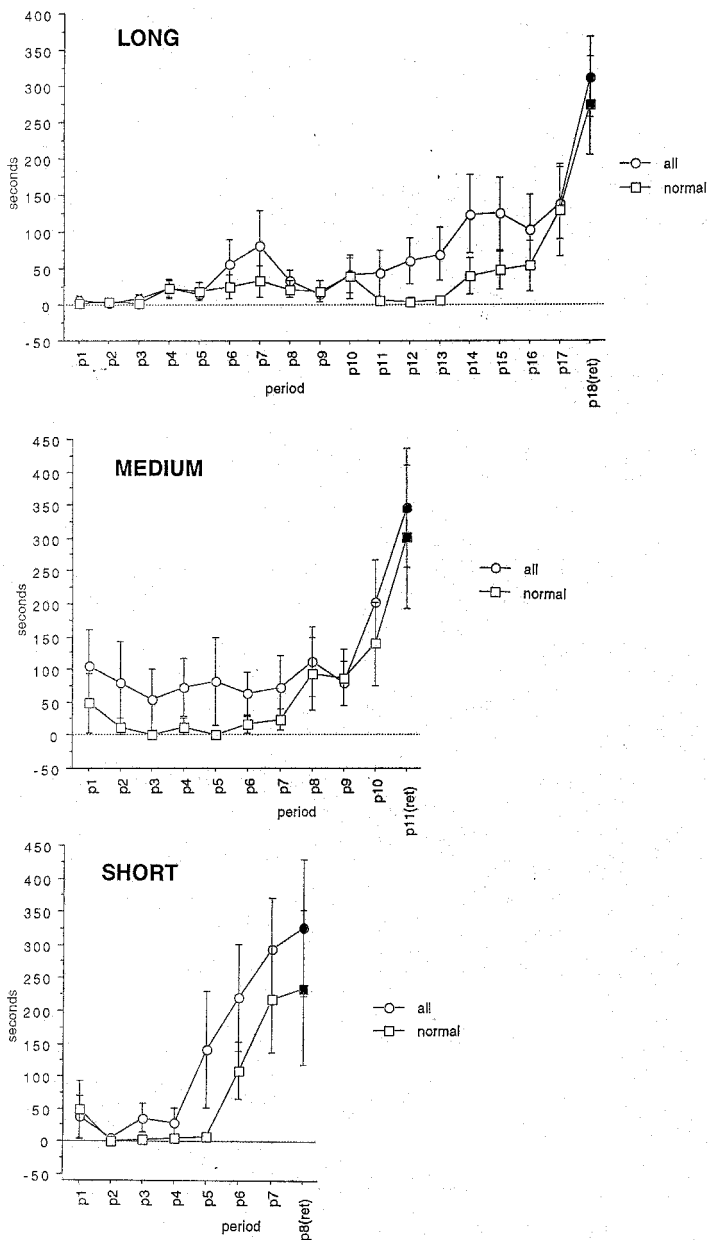 LONG
400
350
300
250
200
150
100
50
0
-50
seconds
all
normal
p1
p2
p3
p4
p5
p6
p7
p8
p9
p10
p11
p12
p13
p14
p15
p16
p17
p18(ret)
period
MEDIUM
450
400
350
300
250
200
150
100
50
0
-50
seconds
all
normal
p1
p2
p3
p4
p5
p6
p7
p8
p9
p10
p11(ret)
period
SHORT
450
400
350
300
250
200
150
100
50
0
-50
seconds
all
normal
p1
p2
p3
p4
p5
p6
p7
p8(ret)
period